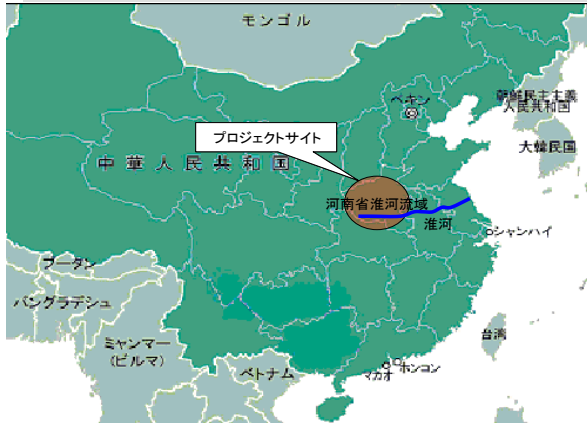 モンゴル
ペキン
朝鮮民主主義
人民共和国
大韓民国
プロジェクトサイト
中華人民共和国
河南省淮河流域
淮河
シャンハイ
ブータン
バングラデシュ
ミャンマー
(ビルマ)
ベトナム
台湾
ホンコン
マカオ